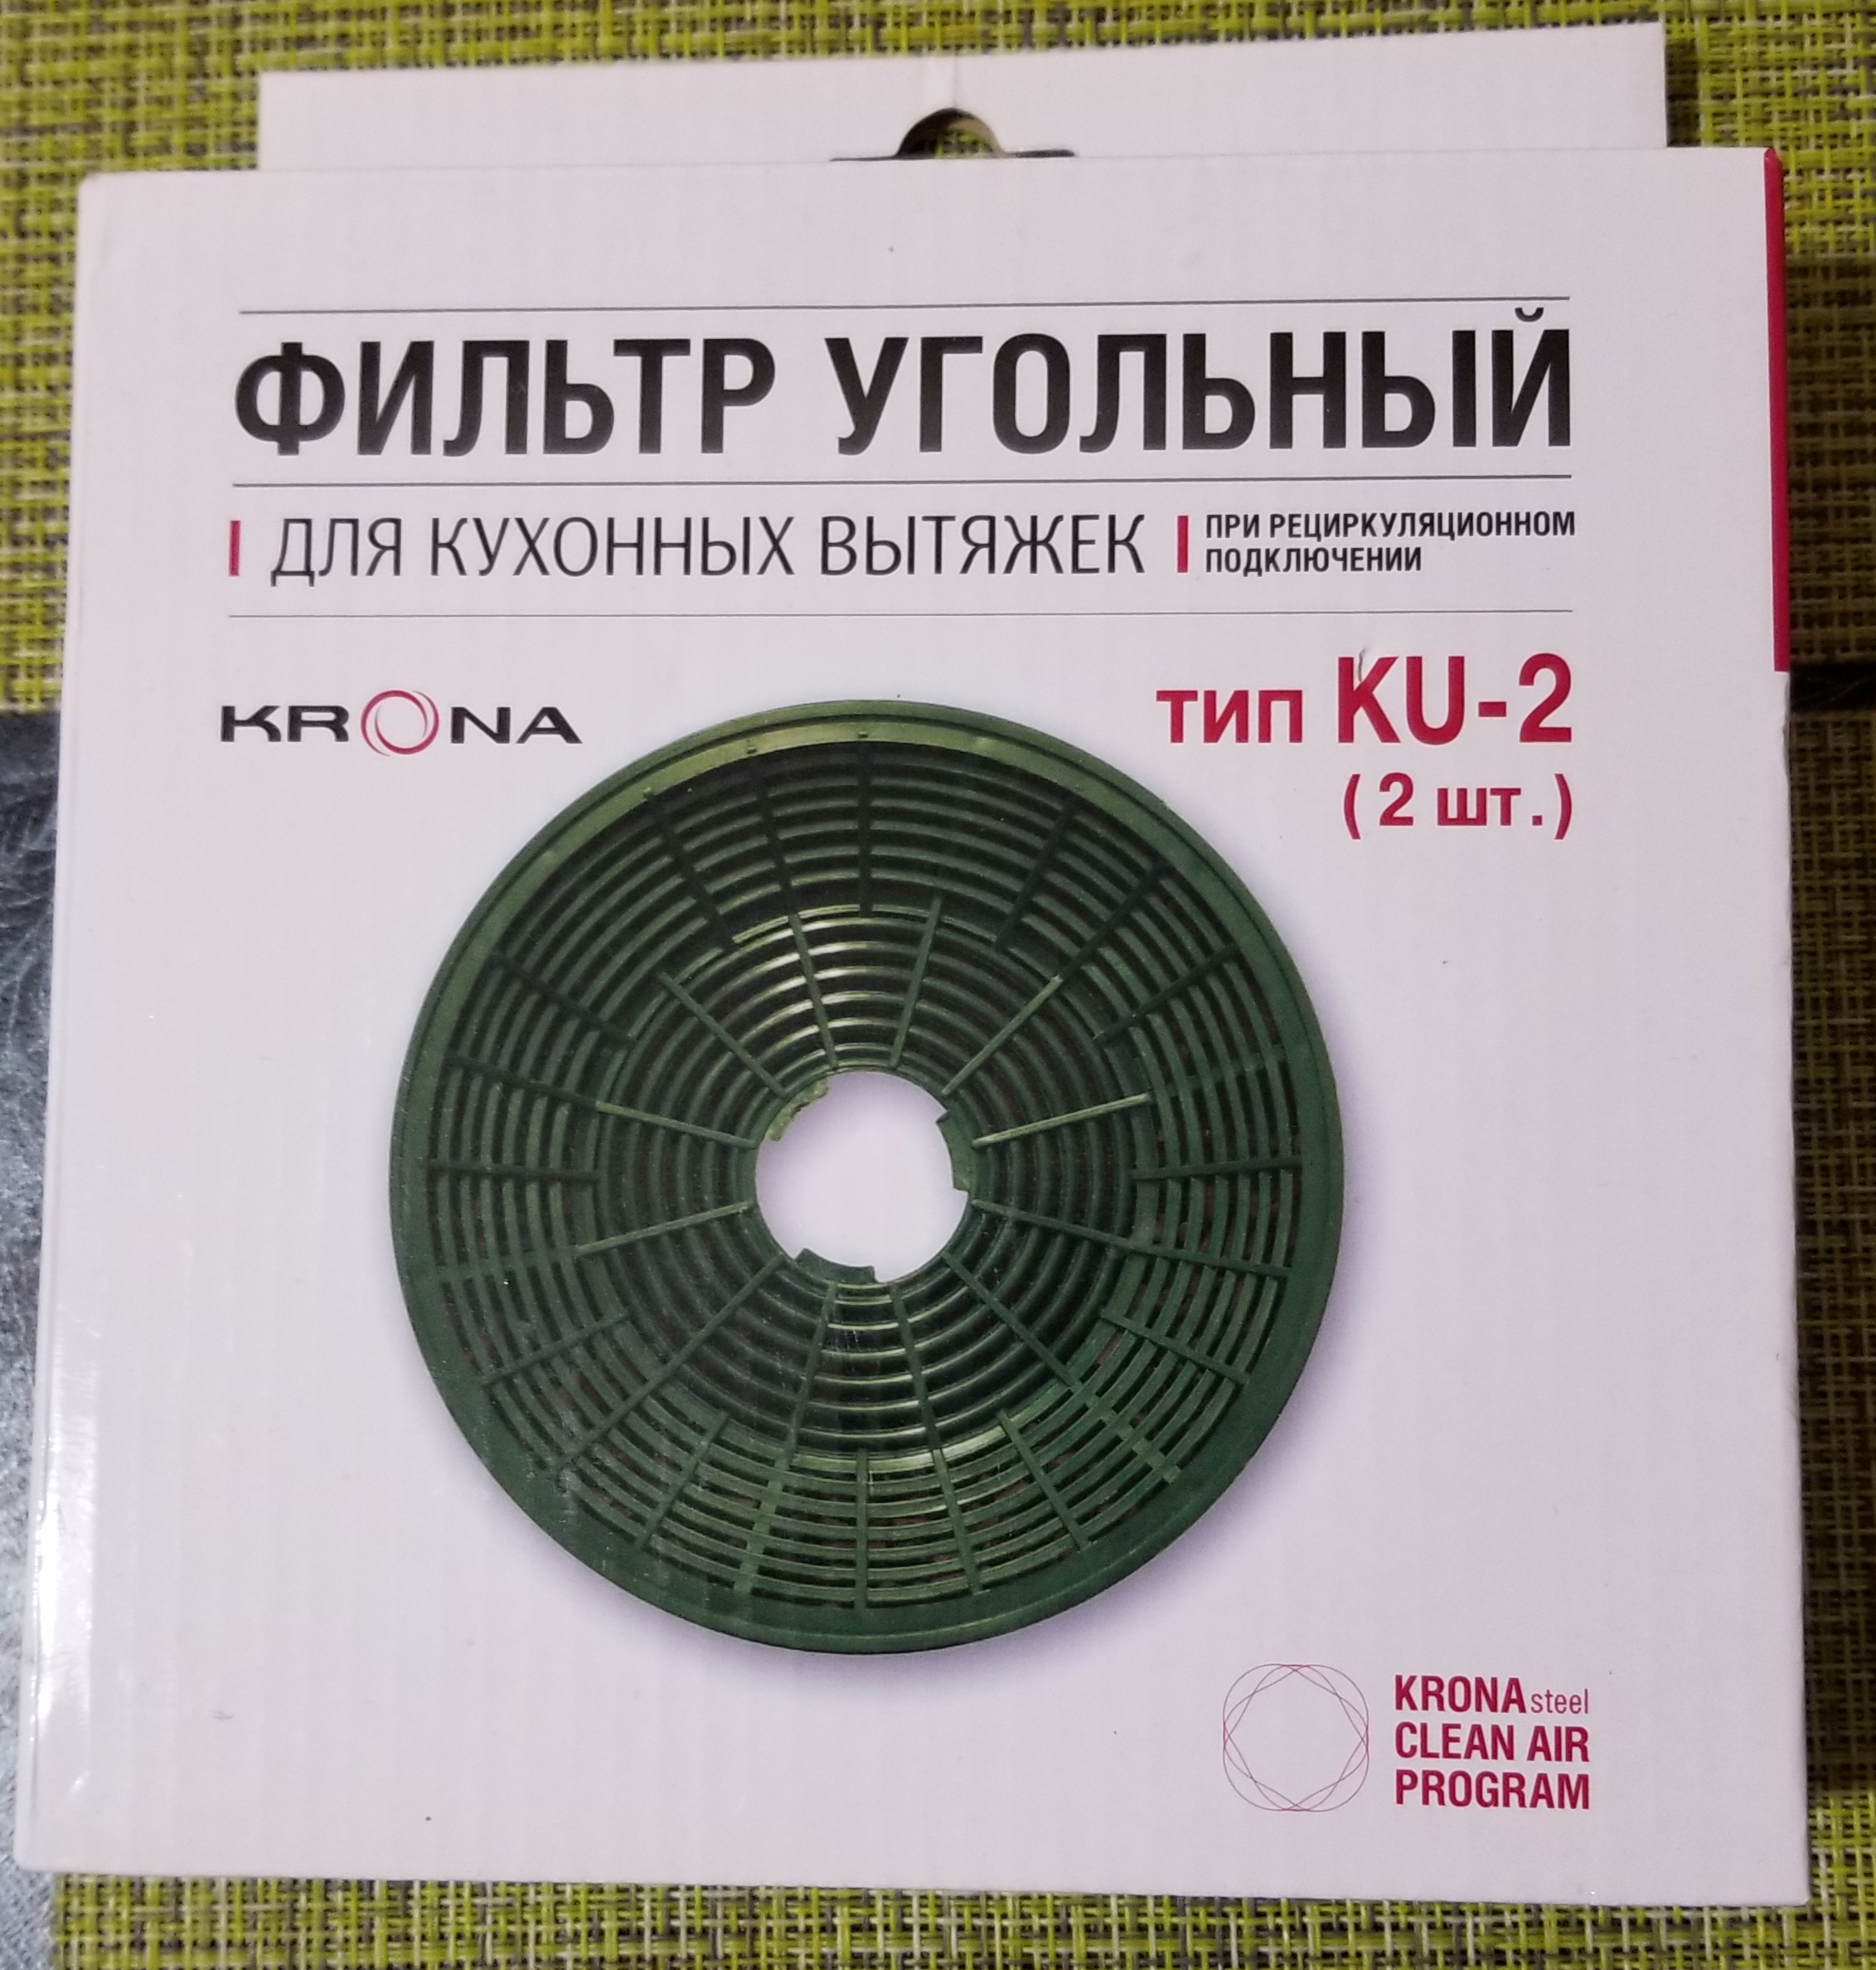 ФИЛЬТР УГОЛЬНЫЙ
ДЛЯ КУХОННЫХ ВЫТЯЖЕК
ПРИ РЕЦИРКУЛЯЦИОННОМ
ПОДКЛЮЧЕНИИ
KRONA
тип KU-2
(2 шт.)
KRONAsteel
CLEAN AIR
PROGRAM